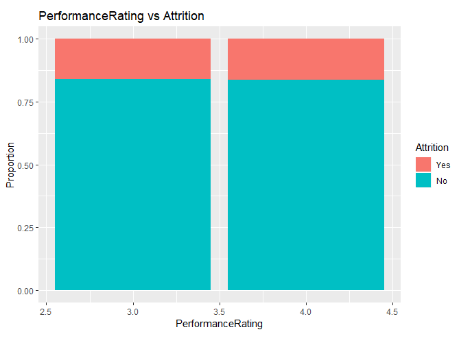 PerformanceRating vs Attrition
1.00
0.75
0.50
0.25
0.00
Proportion
2.5 3.0 3.5 4.0 4.5
PerformanceRating
Attrition
Yes
No